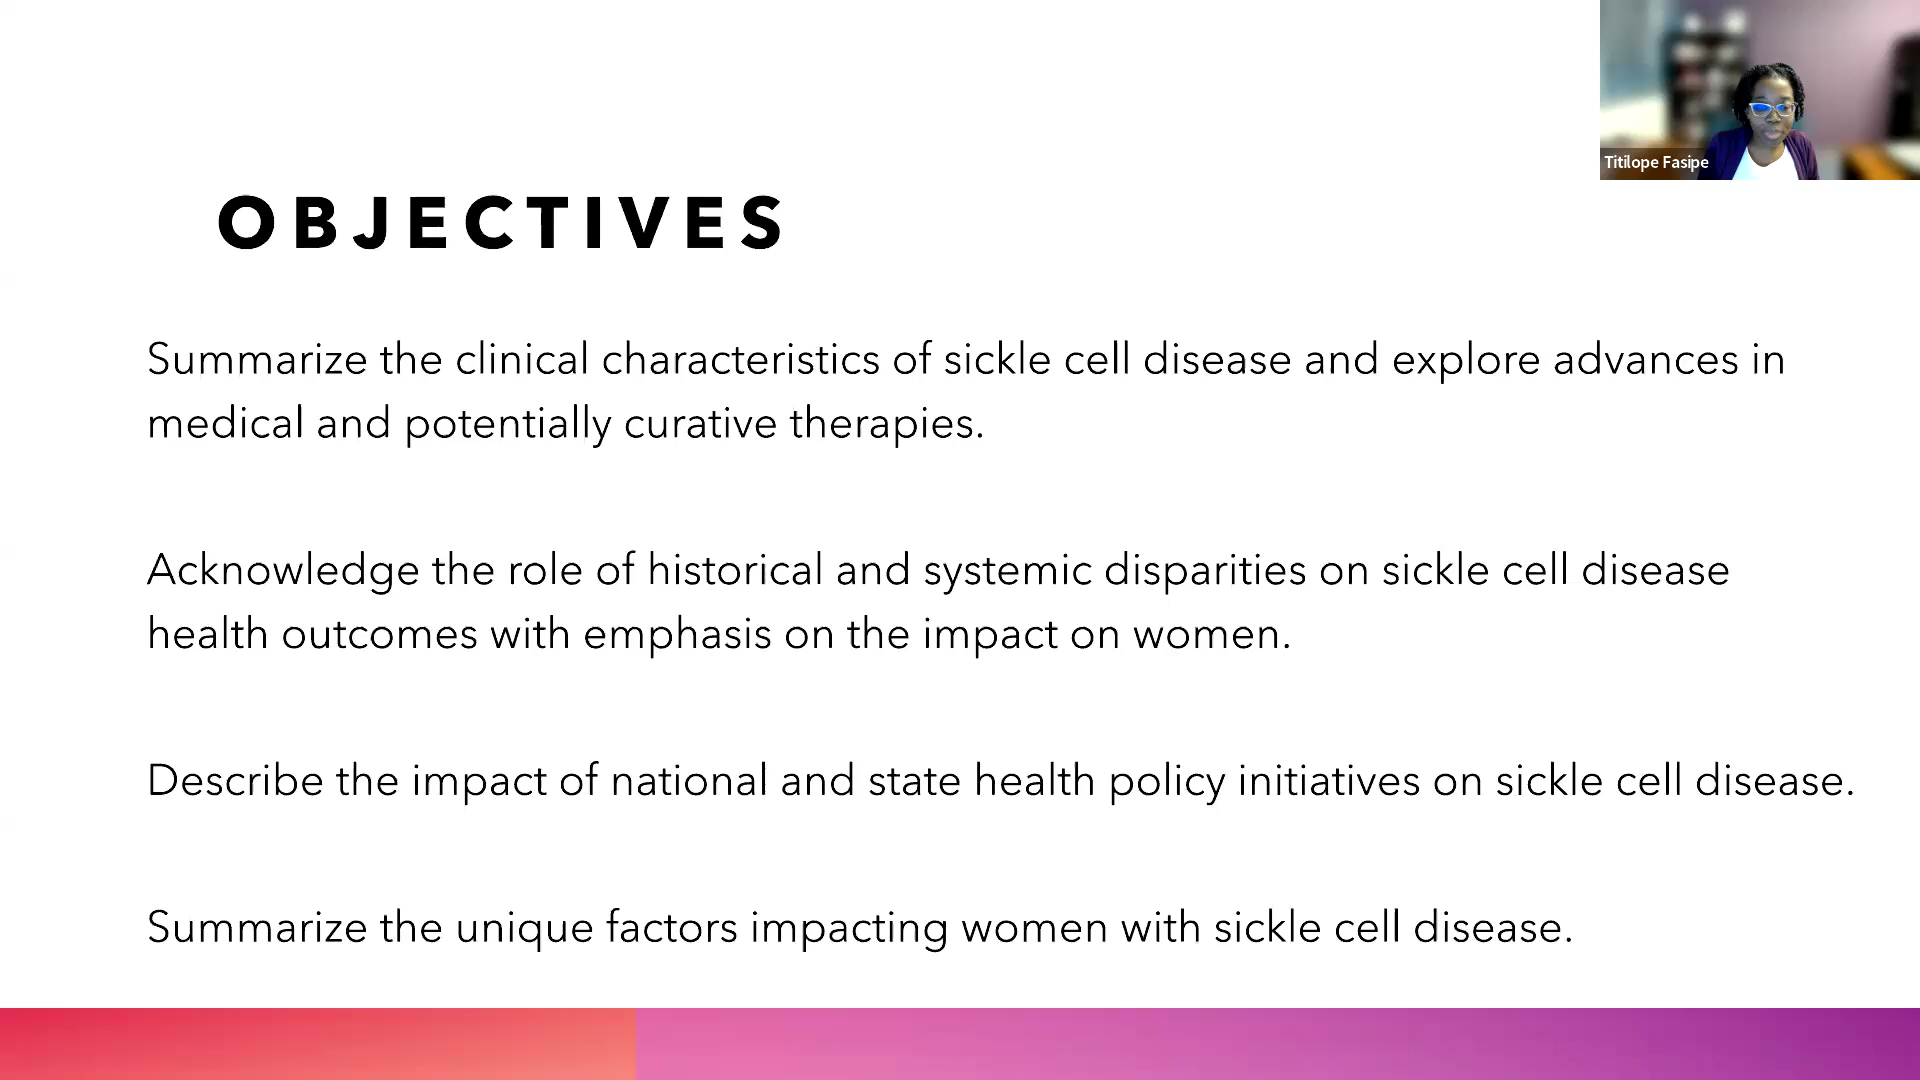 Titilope Fasipe
OBJECTIVES
Summarize the clinical characteristics of sickle cell disease and explore advances in
medical and potentially curative therapies.
Acknowledge the role of historical and systemic disparities on sickle cell disease
health outcomes with emphasis on the impact on women.
Describe the impact of national and state health policy initiatives on sickle cell disease.
Summarize the unique factors impacting women with sickle cell disease.